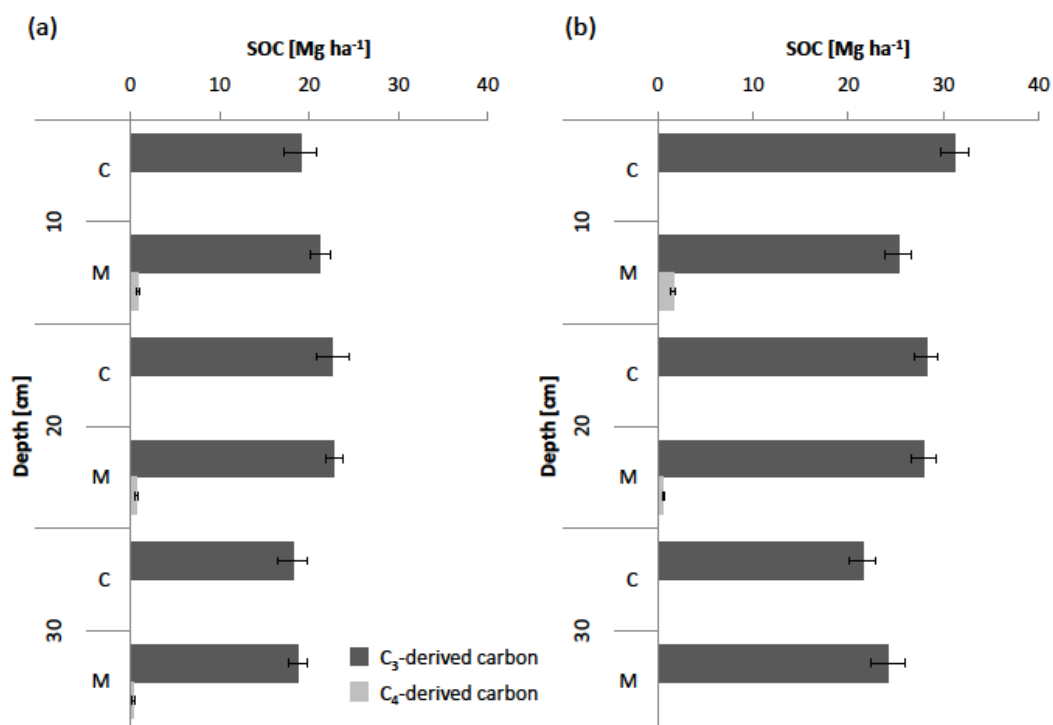 (a)
SOC [Mg ha⁻¹]
0 10 20 30 40
Depth [cm]
10
C
M
20
C
M
30
C
M
C₃-derived carbon
C₄-derived carbon
(b)
SOC [Mg ha⁻¹]
0 10 20 30 40
Depth [cm]
10
C
M
20
C
M
30
C
M